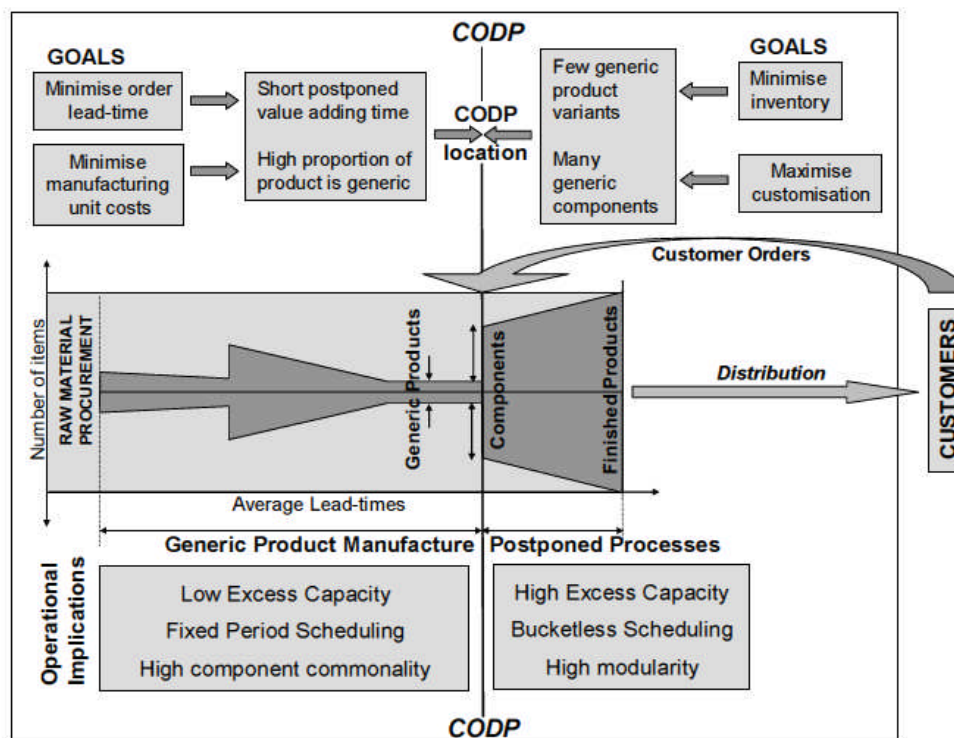 CODP
GOALS
Minimise order
lead-time
Minimise
manufacturing
unit costs
Short postponed
value adding time
High proportion of
product is generic
CODP
location
Few generic
product
variants
Many
generic
components
GOALS
Minimise
inventory
Maximise
customisation
Customer Orders
Number of items
RAW MATERIAL
PROCUREMENT
Generic Products
Components
Finished Products
Distribution
CUSTOMERS
Average Lead-times
Generic Product Manufacture
Postponed Processes
Operational
Implications
Low Excess Capacity
Fixed Period Scheduling
High component commonality
High Excess Capacity
Bucketless Scheduling
High modularity
CODP